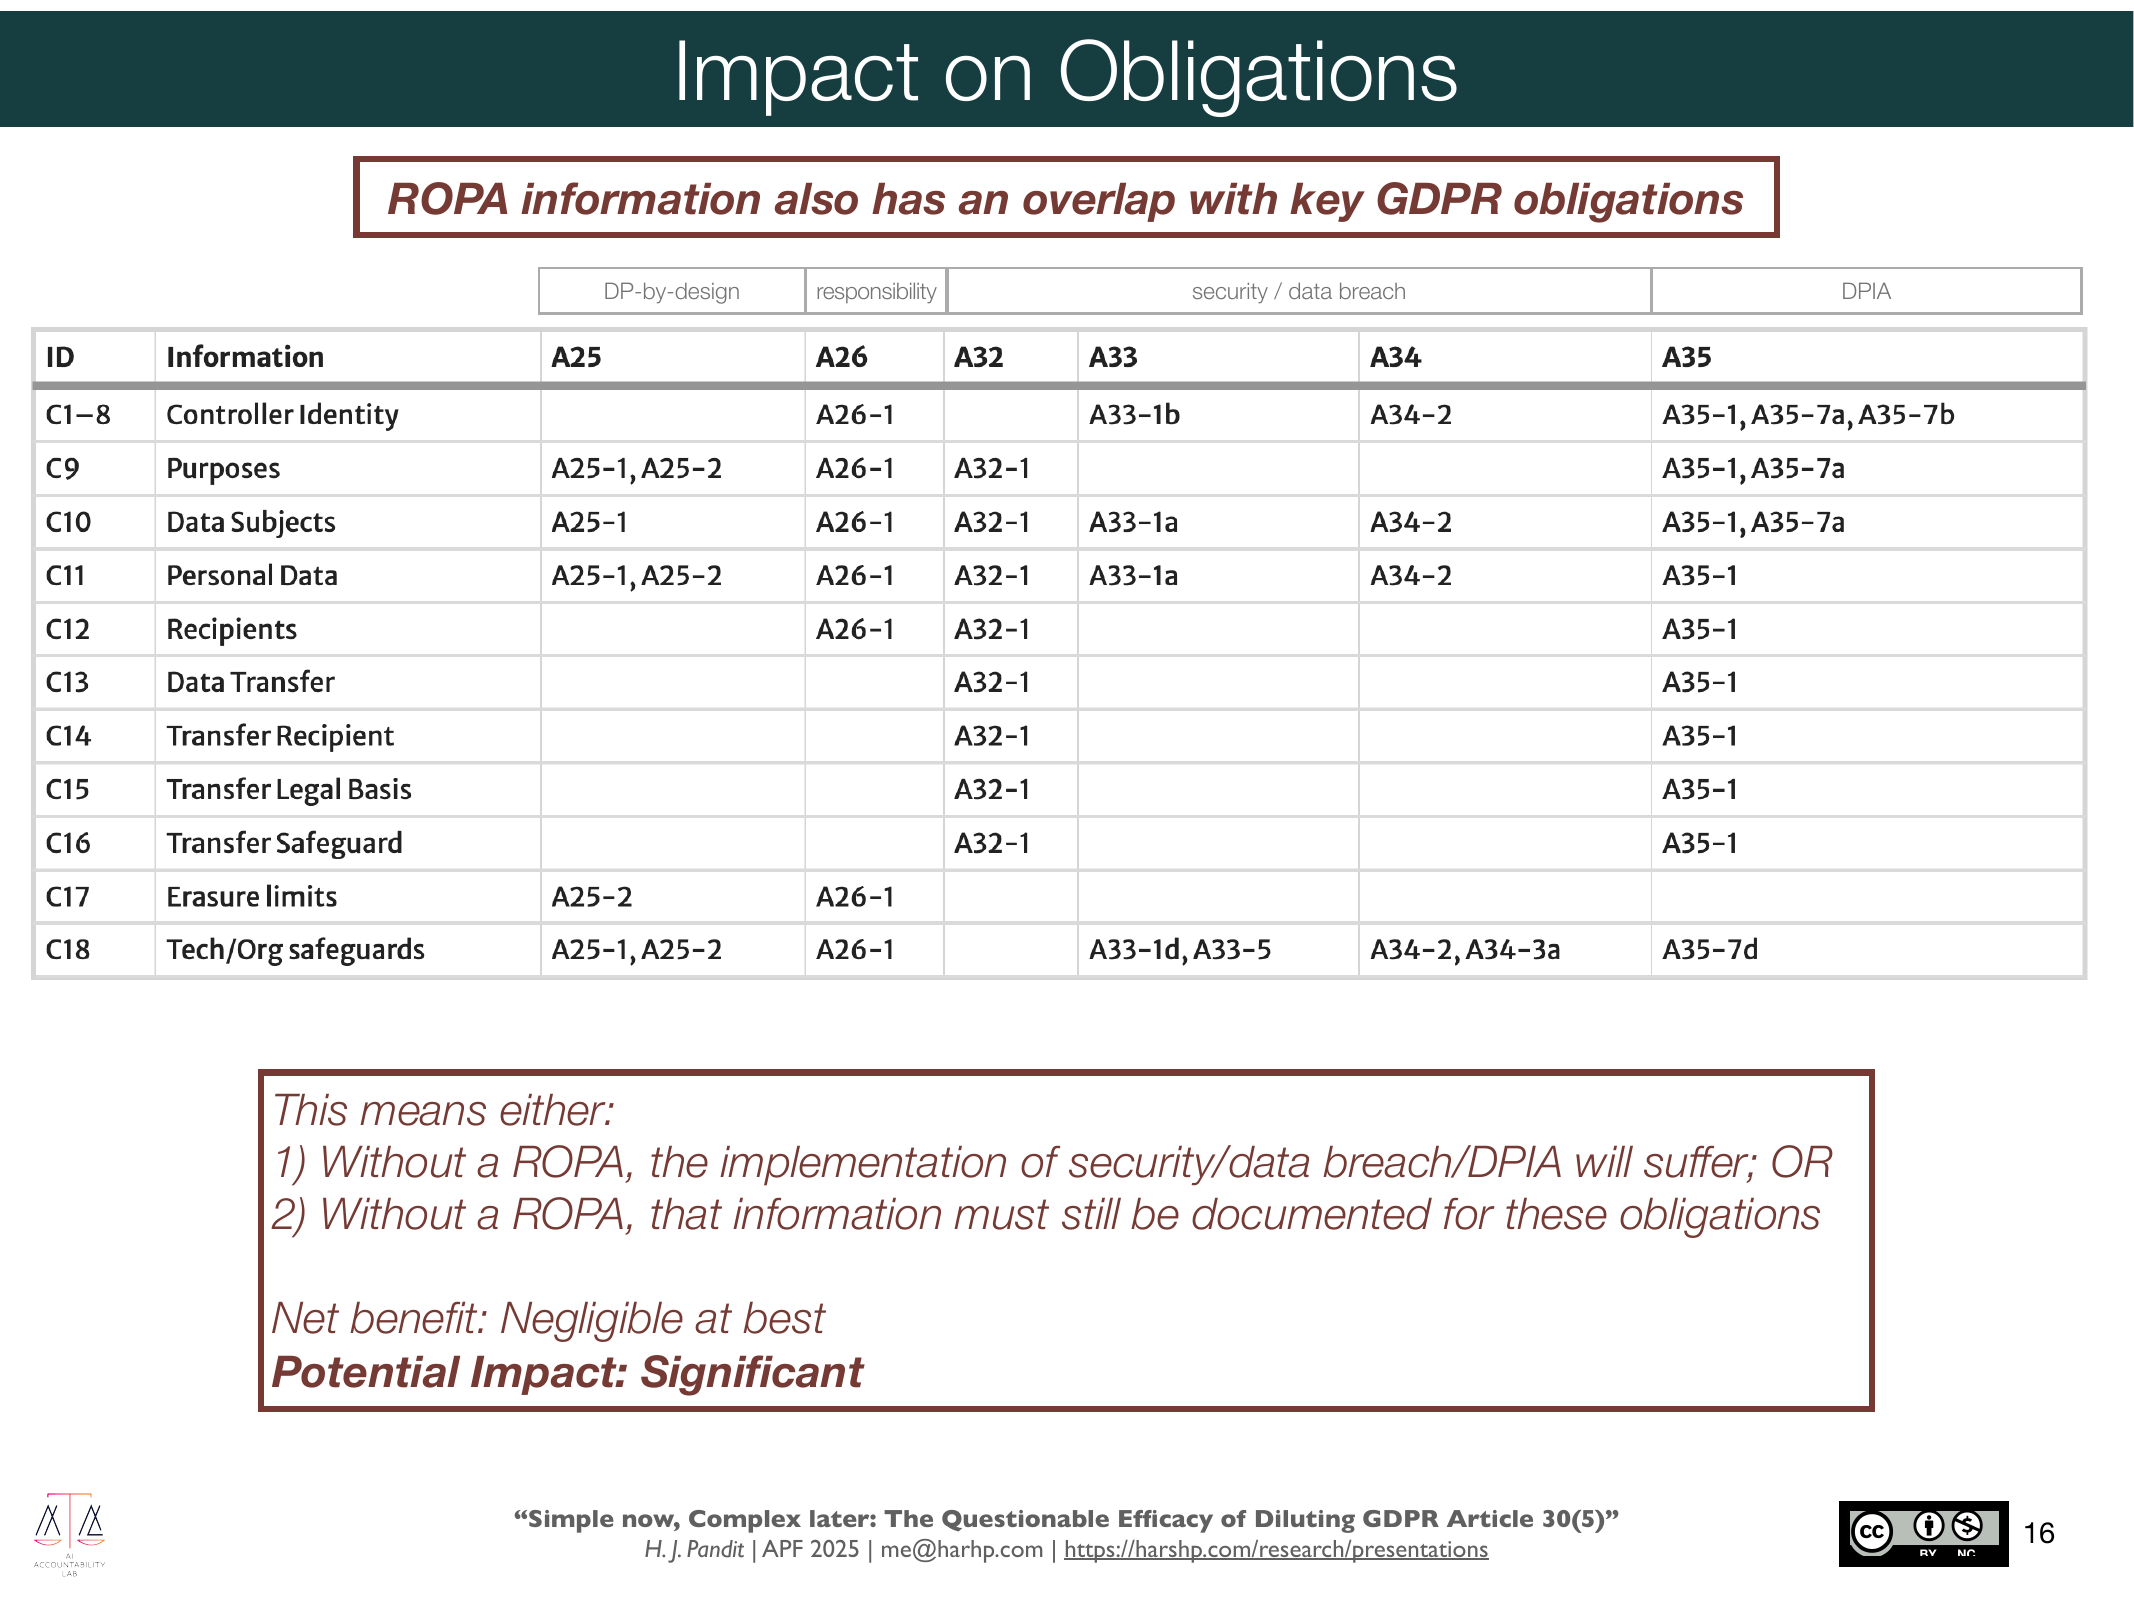 Impact on Obligations
ROPA information also has an overlap with key GDPR obligations
DP-by-design responsibility security / data breach DPIA
ID Information A25 A26 A32 A33 A34 A35
C1–8 Controller Identity A26-1 A33-1b A34-2 A35-1, A35-7a, A35-7b
C9 Purposes A25-1, A25-2 A26-1 A32-1 A35-1, A35-7a
C10 Data Subjects A25-1 A26-1 A32-1 A33-1a A34-2 A35-1, A35-7a
C11 Personal Data A25-1, A25-2 A26-1 A32-1 A33-1a A34-2 A35-1
C12 Recipients A26-1 A32-1 A35-1
C13 Data Transfer A32-1 A35-1
C14 Transfer Recipient A32-1 A35-1
C15 Transfer Legal Basis A32-1 A35-1
C16 Transfer Safeguard A32-1 A35-1
C17 Erasure limits A25-2 A26-1
C18 Tech/Org safeguards A25-1, A25-2 A26-1 A33-1d, A33-5 A34-2, A34-3a A35-7d
This means either:
1) Without a ROPA, the implementation of security/data breach/DPIA will suffer; OR
2) Without a ROPA, that information must still be documented for these obligations
Net benefit: Negligible at best
Potential Impact: Significant
AI
ACCOUNTABILITY
LAB
“Simple now, Complex later: The Questionable Efficacy of Diluting GDPR Article 30(5)”
H. J. Pandit | APF 2025 | me@harhp.com | https://harshp.com/research/presentations
cc BY NC
16